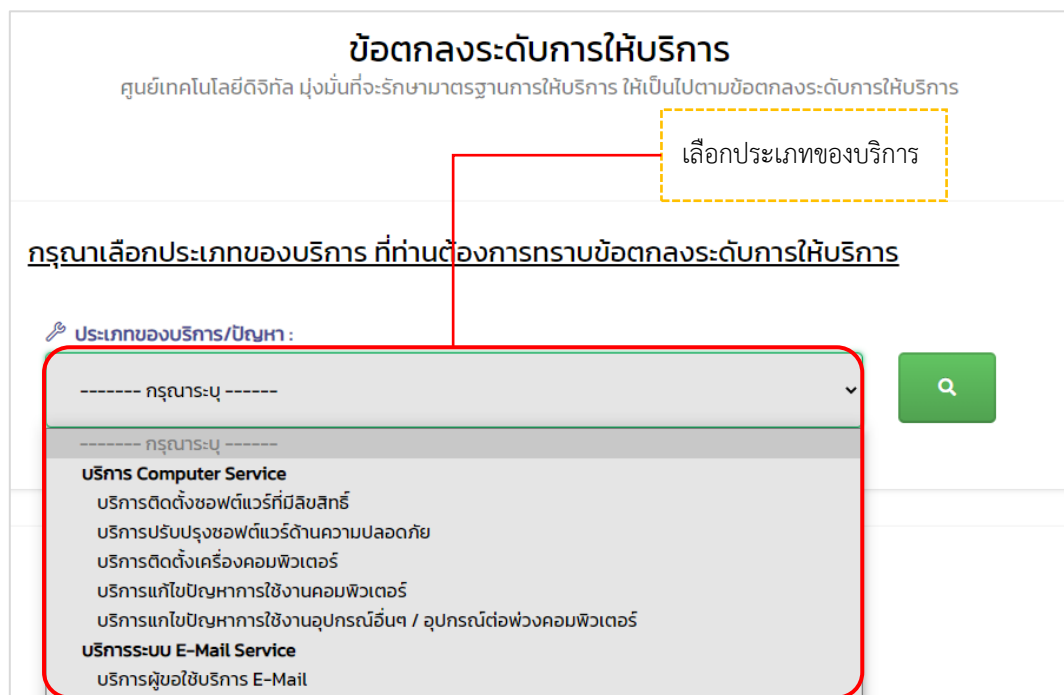 ข้อตกลงระดับการให้บริการ
ศูนย์เทคโนโลยีดิจิทัล มุ่งมั่นที่จะรักษามาตรฐานการให้บริการ ให้เป็นไปตามข้อตกลงระดับการให้บริการ
เลือกประเภทของบริการ
กรุณาเลือกประเภทของบริการ ที่ท่านต้องการทราบข้อตกลงระดับการให้บริการ
ประเภทของบริการ/ปัญหา :
------- กรุณาระบุ ------
------- กรุณาระบุ ------
บริการ Computer Service
บริการติดตั้งซอฟต์แวร์ที่มีลิขสิทธิ์
บริการปรับปรุงซอฟต์แวร์ด้านความปลอดภัย
บริการติดตั้งเครื่องคอมพิวเตอร์
บริการแก้ไขปัญหาการใช้งานคอมพิวเตอร์
บริการแกไขปัญหาการใช้งานอุปกรณ์อื่นๆ / อุปกรณ์ต่อพ่วงคอมพิวเตอร์
บริการระบบ E-Mail Service
บริการผู้ขอใช้บริการ E-Mail